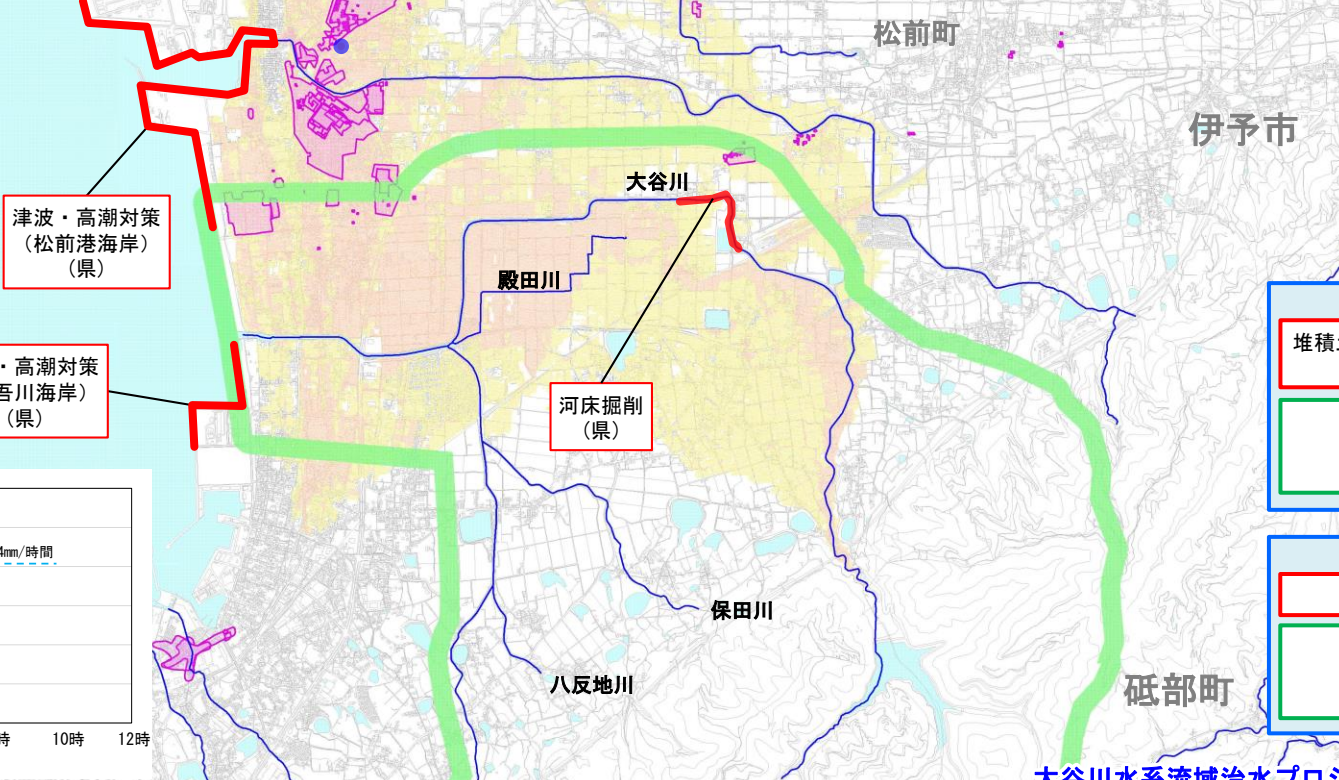 松前町
伊予市
大谷川
津波・高潮対策
(松前港海岸)
(県)
殿田川
・高潮対策
吾川海岸)
(県)
河床掘削
(県)
堆積
4mm/時間
保田川
八反地川
砥部町
時 10時 12時
大谷川水系流域治水プロジ